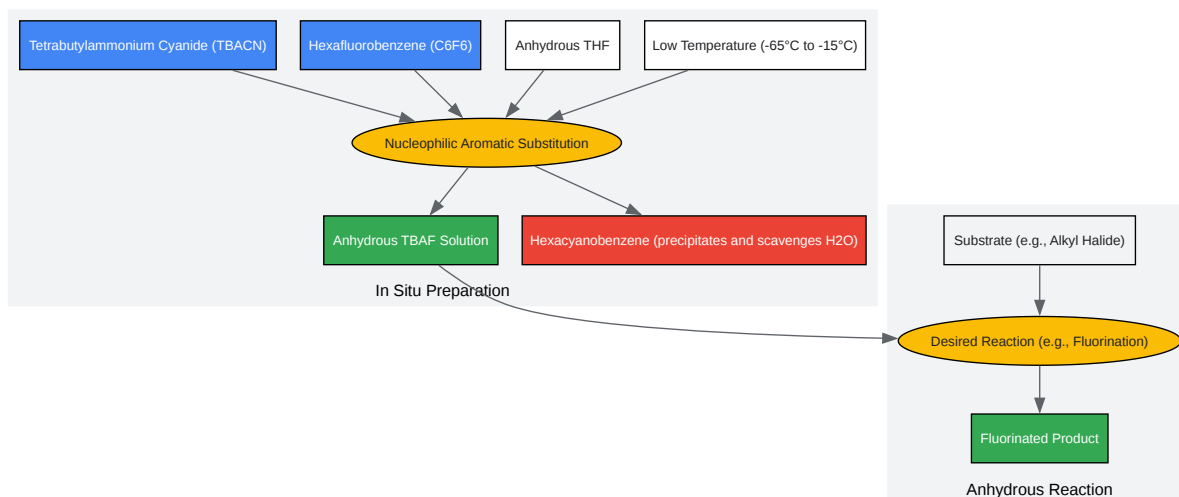 Tetrabutylammonium Cyanide (TBACN)
Hexafluorobenzene (C6F6)
Anhydrous THF
Low Temperature (-65°C to -15°C)
Nucleophilic Aromatic Substitution
Anhydrous TBAF Solution
Hexacyanobenzene (precipitates and scavenges H2O)
In Situ Preparation
Substrate (e.g., Alkyl Halide)
Desired Reaction (e.g., Fluorination)
Fluorinated Product
Anhydrous Reaction